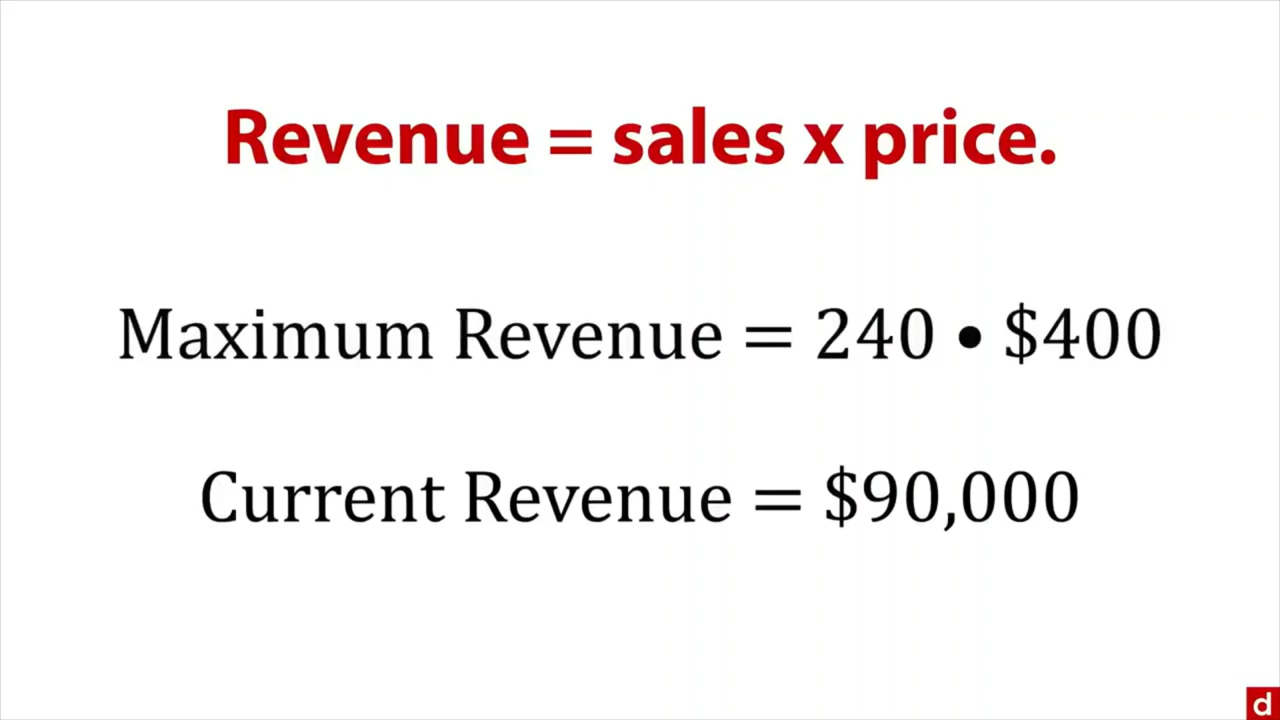 Revenue = sales x price.
Maximum Revenue = 240 • $400
Current Revenue = $90,000
d